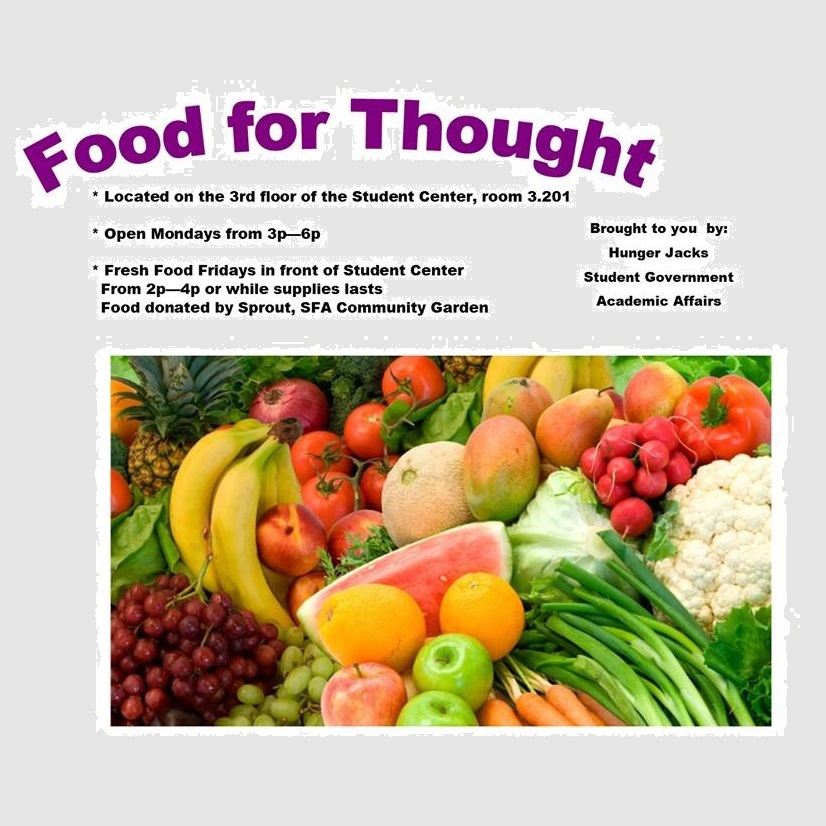 Food for Thought
* Located on the 3rd floor of the Student Center, room 3.201
* Open Mondays from 3p—6p
* Fresh Food Fridays in front of Student Center
From 2p—4p or while supplies lasts
Food donated by Sprout, SFA Community Garden
Brought to you by:
Hunger Jacks
Student Government
Academic Affairs